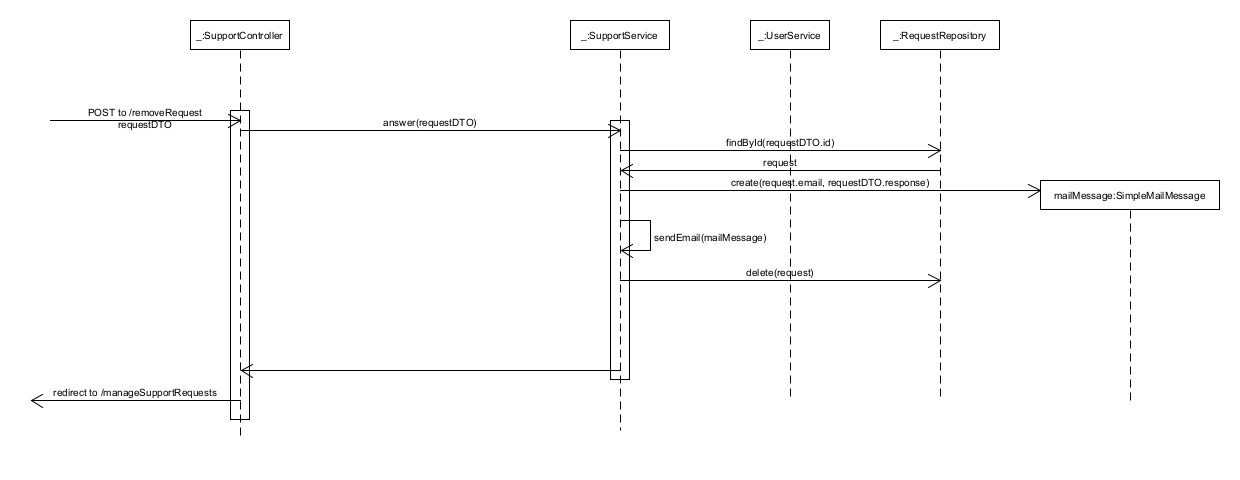 _:SupportController
_:SupportService
_:UserService
_:RequestRepository
POST to /removeRequest
requestDTO
answer(requestDTO)
findById(requestDTO.id)
request
create(request.email, requestDTO.response)
mailMessage:SimpleMailMessage
sendEmail(mailMessage)
delete(request)
redirect to /manageSupportRequests